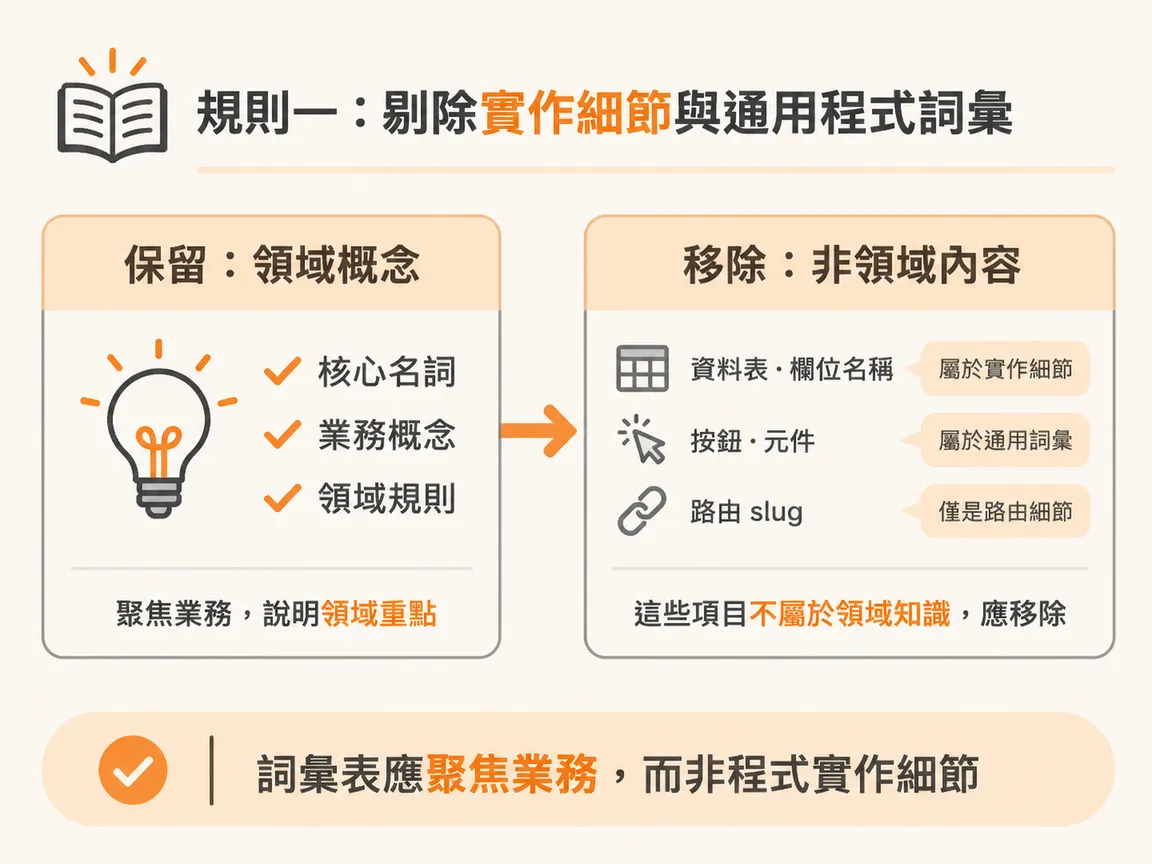 規則一：剔除實作細節與通用程式詞彙
保留：領域概念
核心名詞
業務概念
領域規則
聚焦業務，說明領域重點
移除：非領域內容
資料表·欄位名稱
屬於實作細節
按鈕·元件
屬於通用詞彙
路由 slug
僅是路由細節
這些項目不屬於領域知識，應移除
詞彙表應聚焦業務，而非程式實作細節